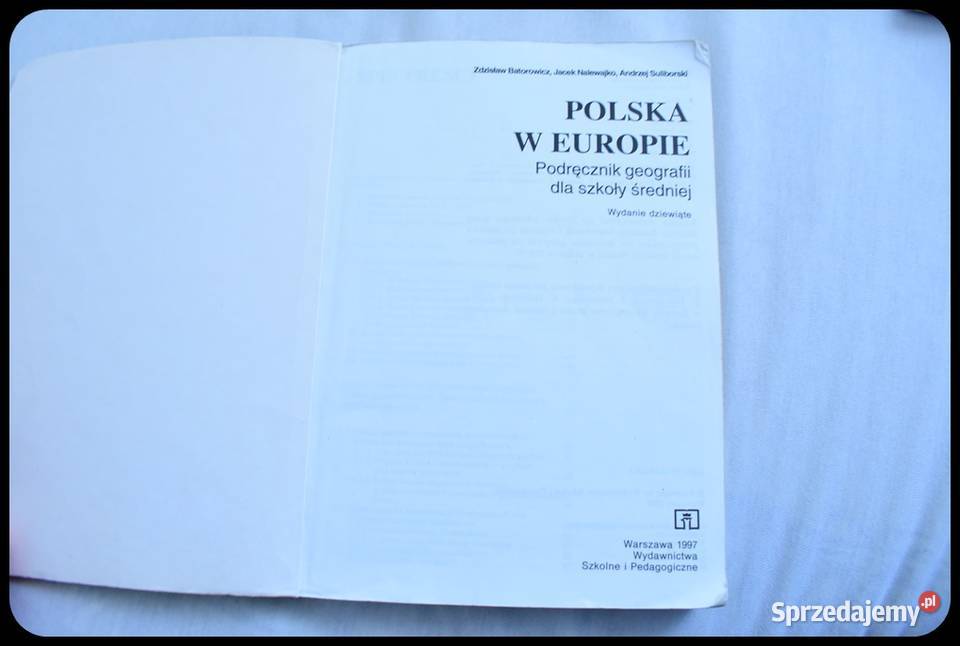 Zdzisław Batorowicz, Jacek Nalewajko, Andrzej Suliborski
POLSKA
W EUROPIE
Podręcznik geografii
dla szkoły średniej
Wydanie dziewiąte
Warszawa 1997
Wydawnictwa
Szkolne i Pedagogiczne
Sprzedajemy.pl